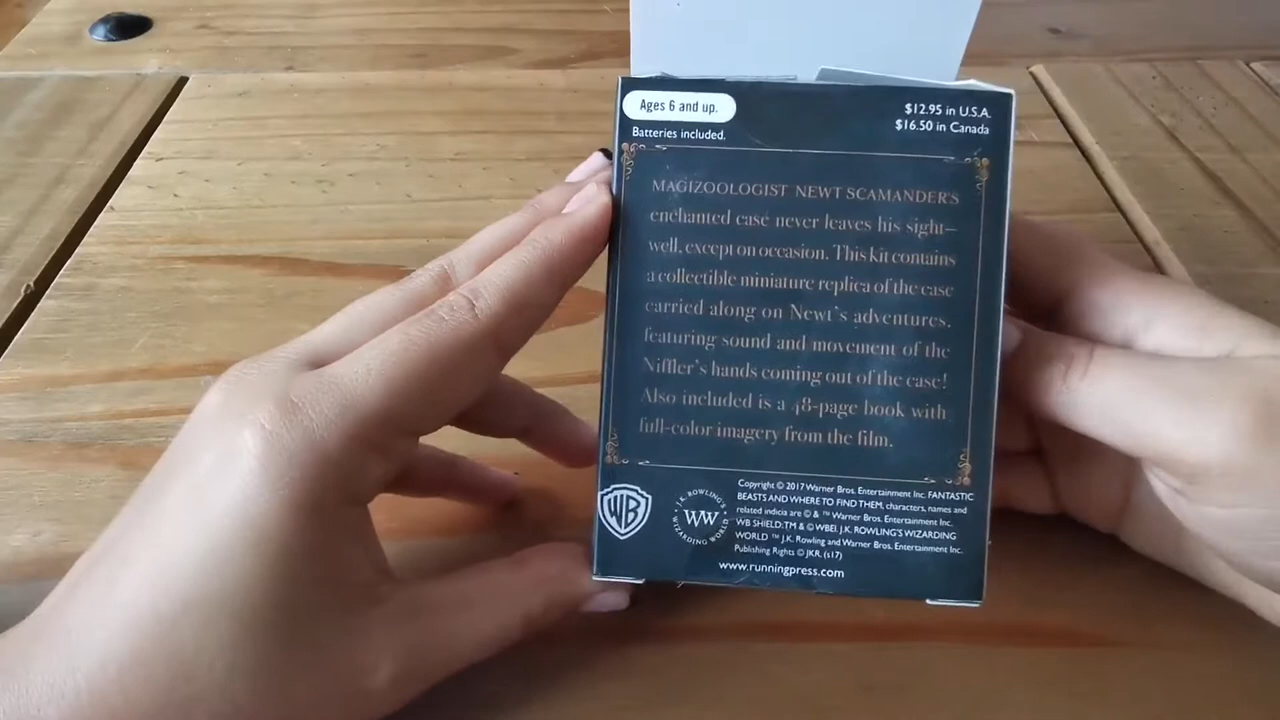 Ages 6 and up.
$12.95 in U.S.A.
$16.50 in Canada
Batteries included.
MAGIZOOLOGIST NEWT SCAMANDER'S
enchanted case never leaves his sight—
well, except on occasion. This kit contains
a collectible miniature replica of the case
carried along on Newt's adventures,
featuring sound and movement of the
Niffler's hands coming out of the case!
Also included is a 48-page book with
full-color imagery from the film.
WB
J.K. ROWLING'S
WW
WIZARDING WORLD
Copyright © 2017 Warner Bros. Entertainment Inc. FANTASTIC
BEASTS AND WHERE TO FIND THEM, characters, names and
related indicia are © & ™ Warner Bros. Entertainment Inc.
WB SHIELD: TM & © WBEI. J.K. ROWLING'S WIZARDING
WORLD ™ J.K. Rowling and Warner Bros. Entertainment Inc.
Publishing Rights © JKR. (s17)
www.runningpress.com